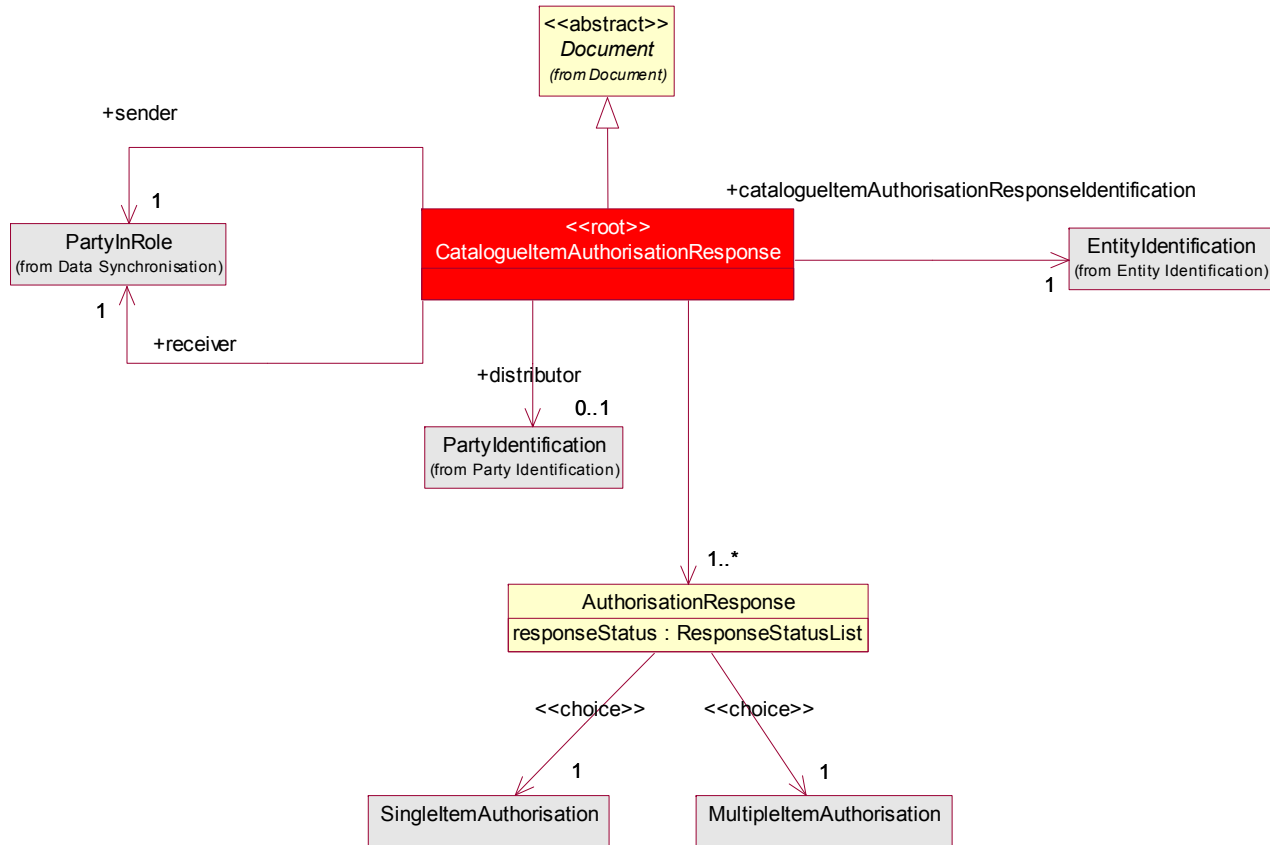 <<abstract>>
Document
(from Document)
+sender
+catalogueItemAuthorisationResponseIdentification
1
<<root>>
CatalogueItemAuthorisationResponse
PartyInRole
(from Data Synchronisation)
EntityIdentification
(from Entity Identification)
1
1
+receiver
+distributor
0..1
PartyIdentification
(from Party Identification)
1..*
AuthorisationResponse
responseStatus : ResponseStatusList
<<choice>>
<<choice>>
1
1
SingleItemAuthorisation
MultipleItemAuthorisation